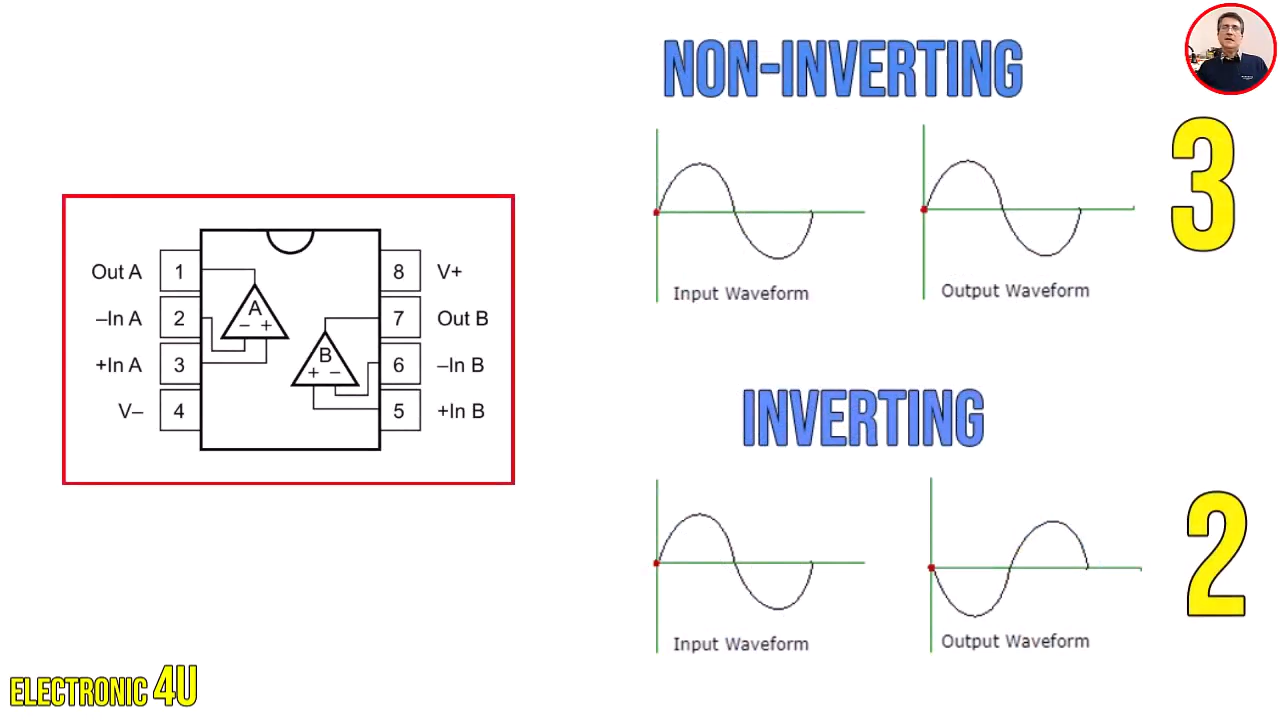 NON-INVERTING
3
Input Waveform
Output Waveform
Out A 1
–In A 2
+In A 3
V– 4
A
– +
B
+ –
8 V+
7 Out B
6 –In B
5 +In B
INVERTING
2
Input Waveform
Output Waveform
ELECTRONIC 4U